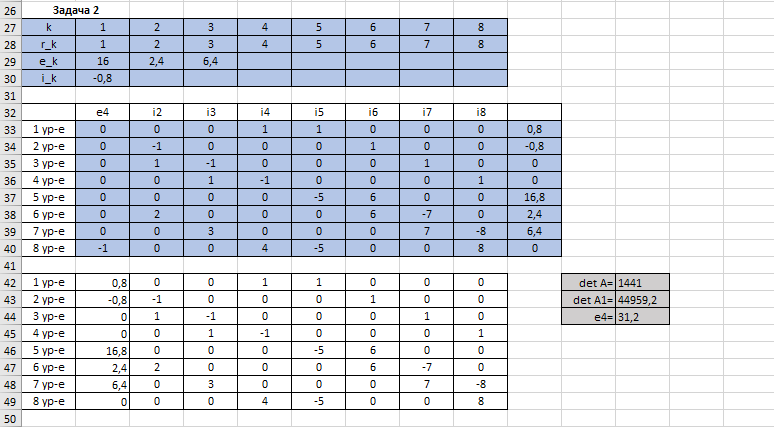 26 Задача 2
27 k 1 2 3 4 5 6 7 8
28 r_k 1 2 3 4 5 6 7 8
29 e_k 16 2,4 6,4
30 i_k -0,8
31
32 e4 i2 i3 i4 i5 i6 i7 i8
33 1 ур-е 0 0 0 1 1 0 0 0 0,8
34 2 ур-е 0 -1 0 0 0 1 0 0 -0,8
35 3 ур-е 0 1 -1 0 0 0 1 0 0
36 4 ур-е 0 0 1 -1 0 0 0 1 0
37 5 ур-е 0 0 0 0 -5 6 0 0 16,8
38 6 ур-е 0 2 0 0 0 6 -7 0 2,4
39 7 ур-е 0 0 3 0 0 0 7 -8 6,4
40 8 ур-е -1 0 0 4 -5 0 0 8 0
41
42 1 ур-е 0,8 0 0 1 1 0 0 0 det A= 1441
43 2 ур-е -0,8 -1 0 0 0 1 0 0 det A1= 44959,2
44 3 ур-е 0 1 -1 0 0 0 1 0 e4= 31,2
45 4 ур-е 0 0 1 -1 0 0 0 1
46 5 ур-е 16,8 0 0 0 -5 6 0 0
47 6 ур-е 2,4 2 0 0 0 6 -7 0
48 7 ур-е 6,4 0 3 0 0 0 7 -8
49 8 ур-е 0 0 0 4 -5 0 0 8
50